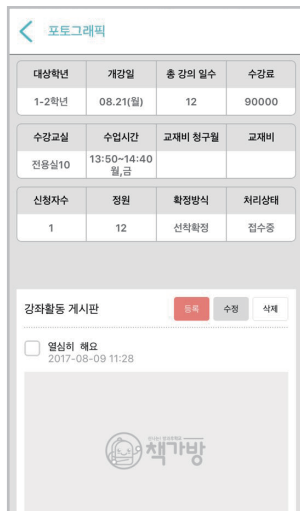 포토그래픽
대상학년 개강일 총 강의 일수 수강료
1-2학년 08.21(월) 12 90000
수강교실 수업시간 교재비 청구월 교재비
전용실10 13:50~14:40
월,금
신청자수 정원 확정방식 처리상태
1 12 선착확정 접수중
강좌활동 게시판 등록 수정 삭제
열심히 해요
2017-08-09 11:28
책가방